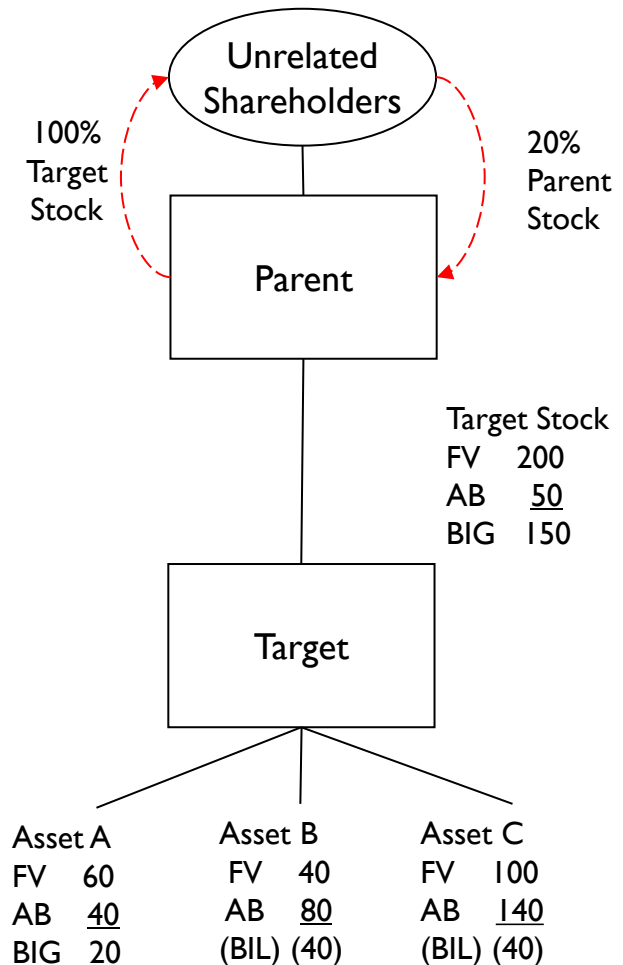 Unrelated
Shareholders
100%
Target
Stock
20%
Parent
Stock
Parent
Target Stock
FV 200
AB 50
BIG 150
Target
Asset A
FV 60
AB 40
BIG 20
Asset B
FV 40
AB 80
(BIL) (40)
Asset C
FV 100
AB 140
(BIL) (40)